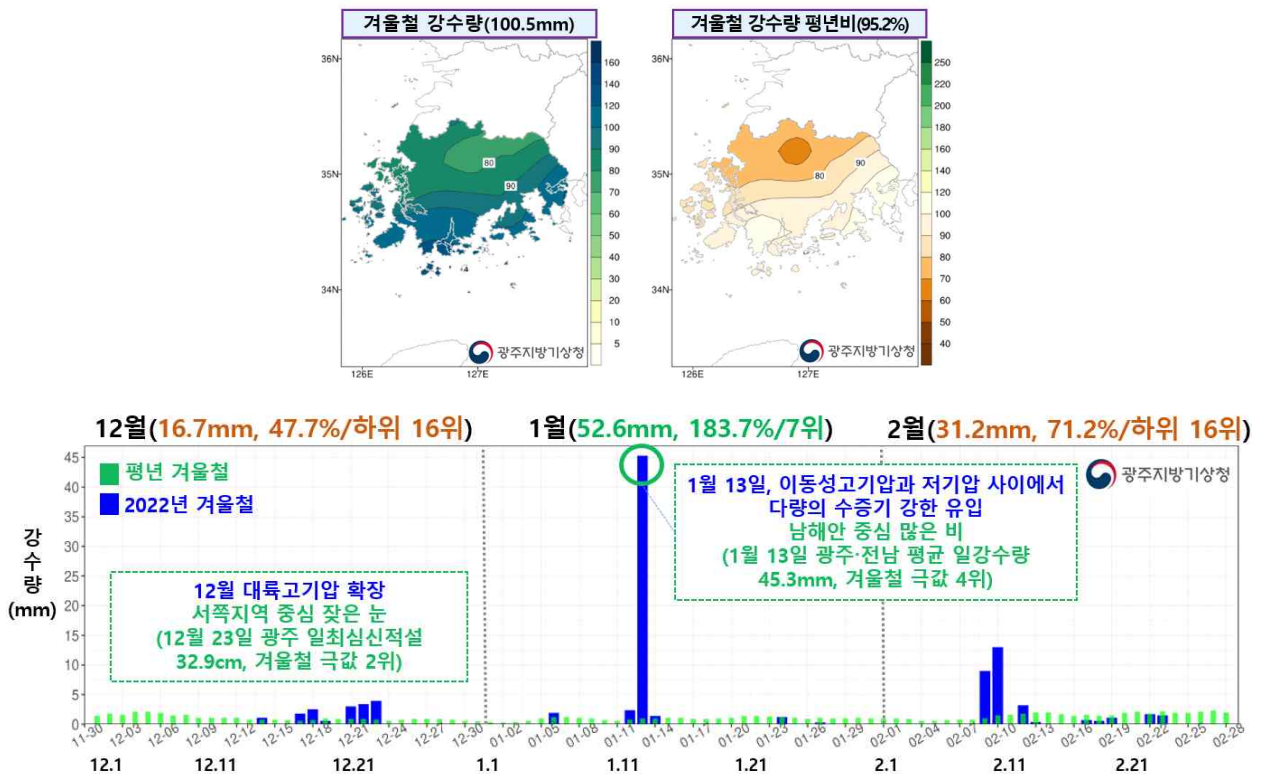 겨울철 강수량(100.5mm)
36N
35N
34N
126E
127E
80
90
160
140
120
100
90
80
70
60
50
40
30
20
10
5
광주지방기상청
겨울철 강수량 평년비(95.2%)
36N
35N
34N
126E
127E
80
90
250
220
200
180
160
140
120
100
90
80
70
60
50
40
광주지방기상청
12월(16.7mm, 47.7%/하위 16위)
1월(52.6mm, 183.7%/7위)
2월(31.2mm, 71.2%/하위 16위)
강
수
량
(mm)
45
40
35
30
25
20
15
10
5
0
평년 겨울철
2022년 겨울철
12월 대륙고기압 확장
서쪽지역 중심 잦은 눈
(12월 23일 광주 일최심신적설
32.9cm, 겨울철 극값 2위)
1월 13일, 이동성고기압과 저기압 사이에서
다량의 수증기 강한 유입
남해안 중심 많은 비
(1월 13일 광주·전남 평균 일강수량
45.3mm, 겨울철 극값 4위)
광주지방기상청
11-30
12-03
12-06
12-09
12-12
12-15
12-18
12-21
12-24
12-27
12-30
01-02
01-05
01-08
01-11
01-14
01-17
01-20
01-23
01-26
01-29
02-01
02-04
02-07
02-10
02-13
02-16
02-19
02-22
02-25
02-28
12.1
12.11
12.21
1.1
1.11
1.21
2.1
2.11
2.21